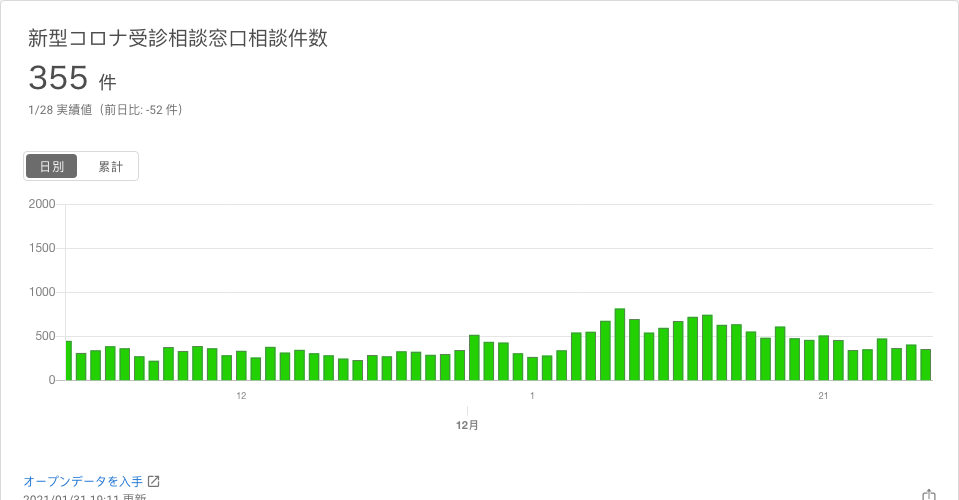 新型コロナ受診相談窓口相談件数
355 件
1/28 実績値（前日比: -52 件）
日別 累計
2000
1500
1000
500
0
12 1 21
12月
オープンデータを入手
2021/01/31 19:11 更新